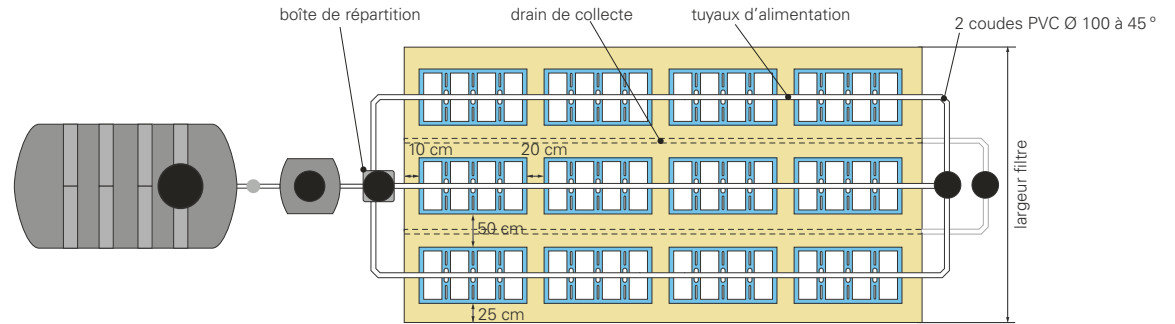 boîte de répartition
drain de collecte
tuyaux d’alimentation
2 coudes PVC Ø 100 à 45°
10 cm
20 cm
50 cm
25 cm
largeur filtre